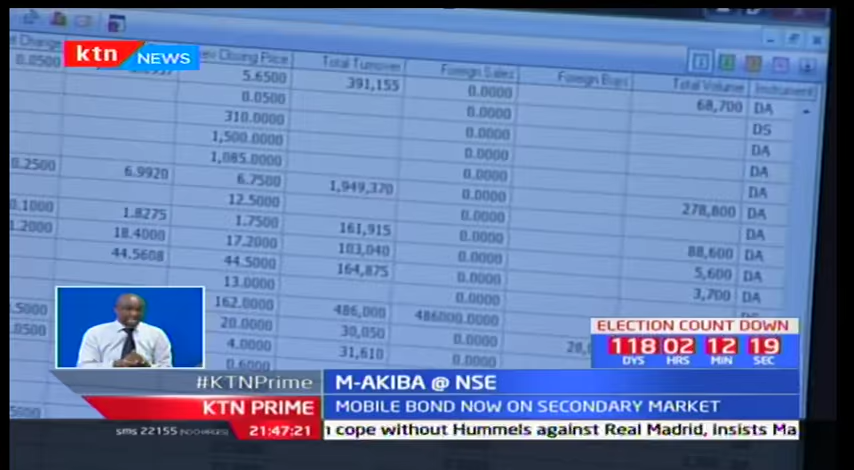 ktn NEWS
Closing Price Total Turnover Foreign Sales Foreign Buys Total Volume Instrument
0.0500 5.6500 391,155 0.0000 68,700 DA
0.0500 0.0000 DS
310.0000 0.0000 DA
1,500.0000 0.0000 DA
1,085.0000 0.0000 DA
0.2500 6.9920 6.7500 1,949,370 0.0000 278,800 DA
12.5000 0.0000 DA
0.1000 1.8275 1.7500 161,915 0.0000 88,600 DA
18.4000 17.2000 103,040 0.0000 5,600 DA
44.5608 44.5000 164,875 0.0000 3,700 DA
13.0000 0.0000
162.0000 486,000 486000.0000
20.0000 30,050 0.0000
4.0000 31,610 0.0000
0.6000
ELECTION COUNT DOWN
118 02 12 19
DYS HRS MIN SEC
#KTNPrime M-AKIBA @ NSE
KTN PRIME MOBILE BOND NOW ON SECONDARY MARKET
sms 22155 21:47:21 cope without Hummels against Real Madrid, insists Ma